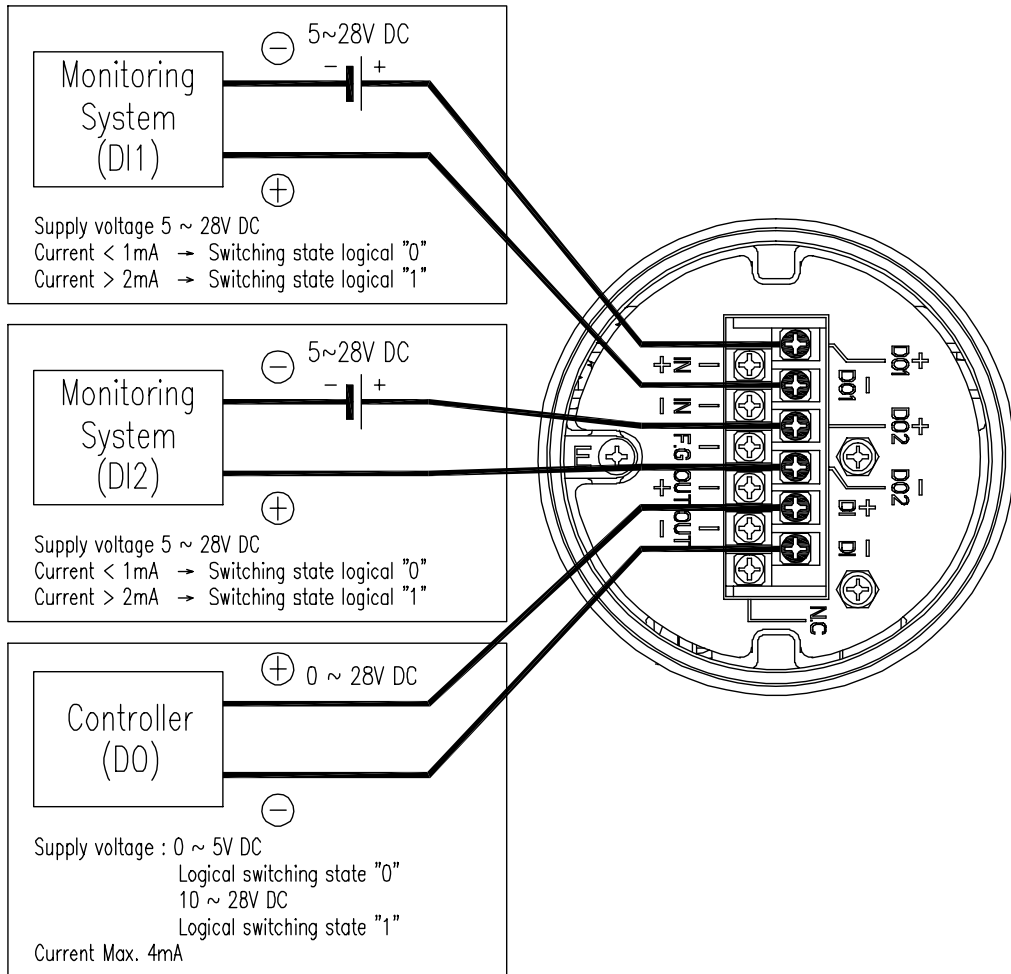 5~28V DC
⊖
− +
Monitoring
System
(DI1)
⊕
Supply voltage 5 ~ 28V DC
Current < 1mA → Switching state logical "0"
Current > 2mA → Switching state logical "1"
5~28V DC
⊖
− +
Monitoring
System
(DI2)
⊕
Supply voltage 5 ~ 28V DC
Current < 1mA → Switching state logical "0"
Current > 2mA → Switching state logical "1"
⊕ 0 ~ 28V DC
Controller
(DO)
⊖
Supply voltage : 0 ~ 5V DC
Logical switching state "0"
10 ~ 28V DC
Logical switching state "1"
Current Max. 4mA
+ IN
− IN
F.G
+ OUT
− OUT
E
DO1 +
DO1 −
DO2 +
DO2 −
DI +
DI −
N.C